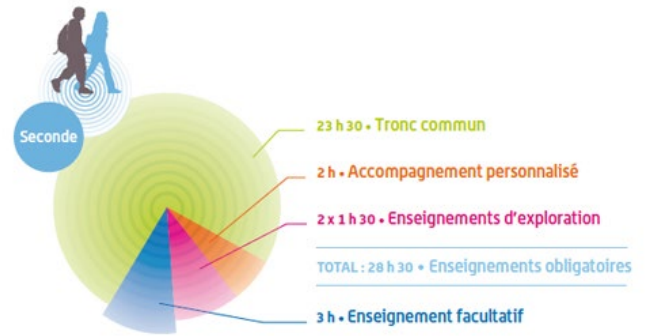 Seconde
23 h 30 • Tronc commun
2 h • Accompagnement personnalisé
2 x 1 h 30 • Enseignements d'exploration
TOTAL : 28 h 30 • Enseignements obligatoires
3 h • Enseignement facultatif